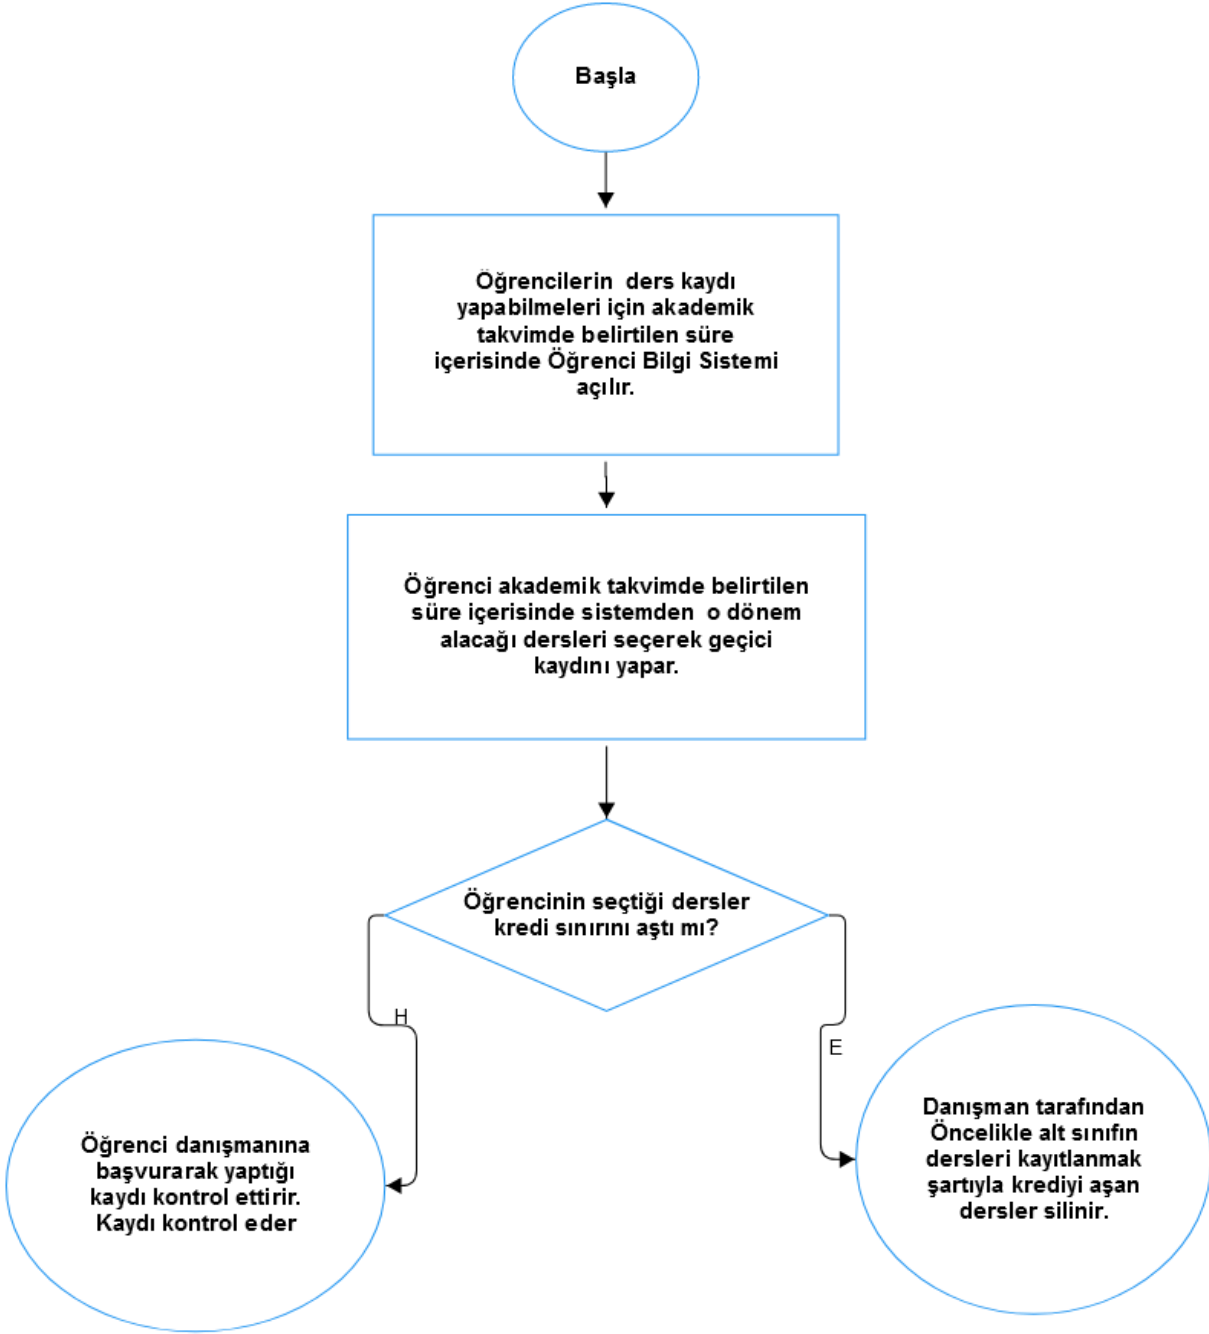 Başla
Öğrencilerin ders kaydı
yapabilmeleri için akademik
takvimde belirtilen süre
içerisinde Öğrenci Bilgi Sistemi
açılır.
Öğrenci akademik takvimde belirtilen
süre içerisinde sistemden o dönem
alacağı dersleri seçerek geçici
kaydını yapar.
Öğrencinin seçtiği dersler
kredi sınırını aştı mı?
H
E
Öğrenci danışmanına
başvurarak yaptığı
kaydı kontrol ettirir.
Kaydı kontrol eder
Danışman tarafından
Öncelikle alt sınıfın
dersleri kayıtlanmak
şartıyla krediyi aşan
dersler silinir.